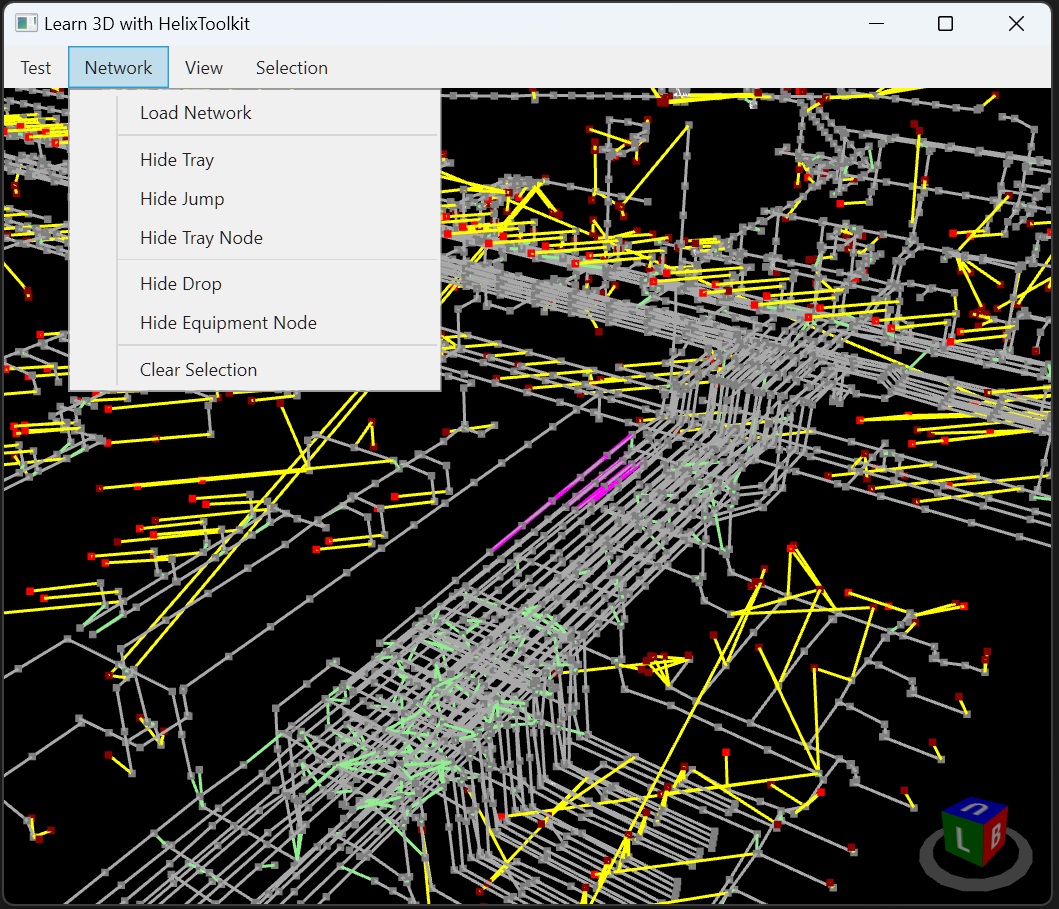 Learn 3D with HelixToolkit
Test Network View Selection
Load Network
Hide Tray
Hide Jump
Hide Tray Node
Hide Drop
Hide Equipment Node
Clear Selection
U
L B